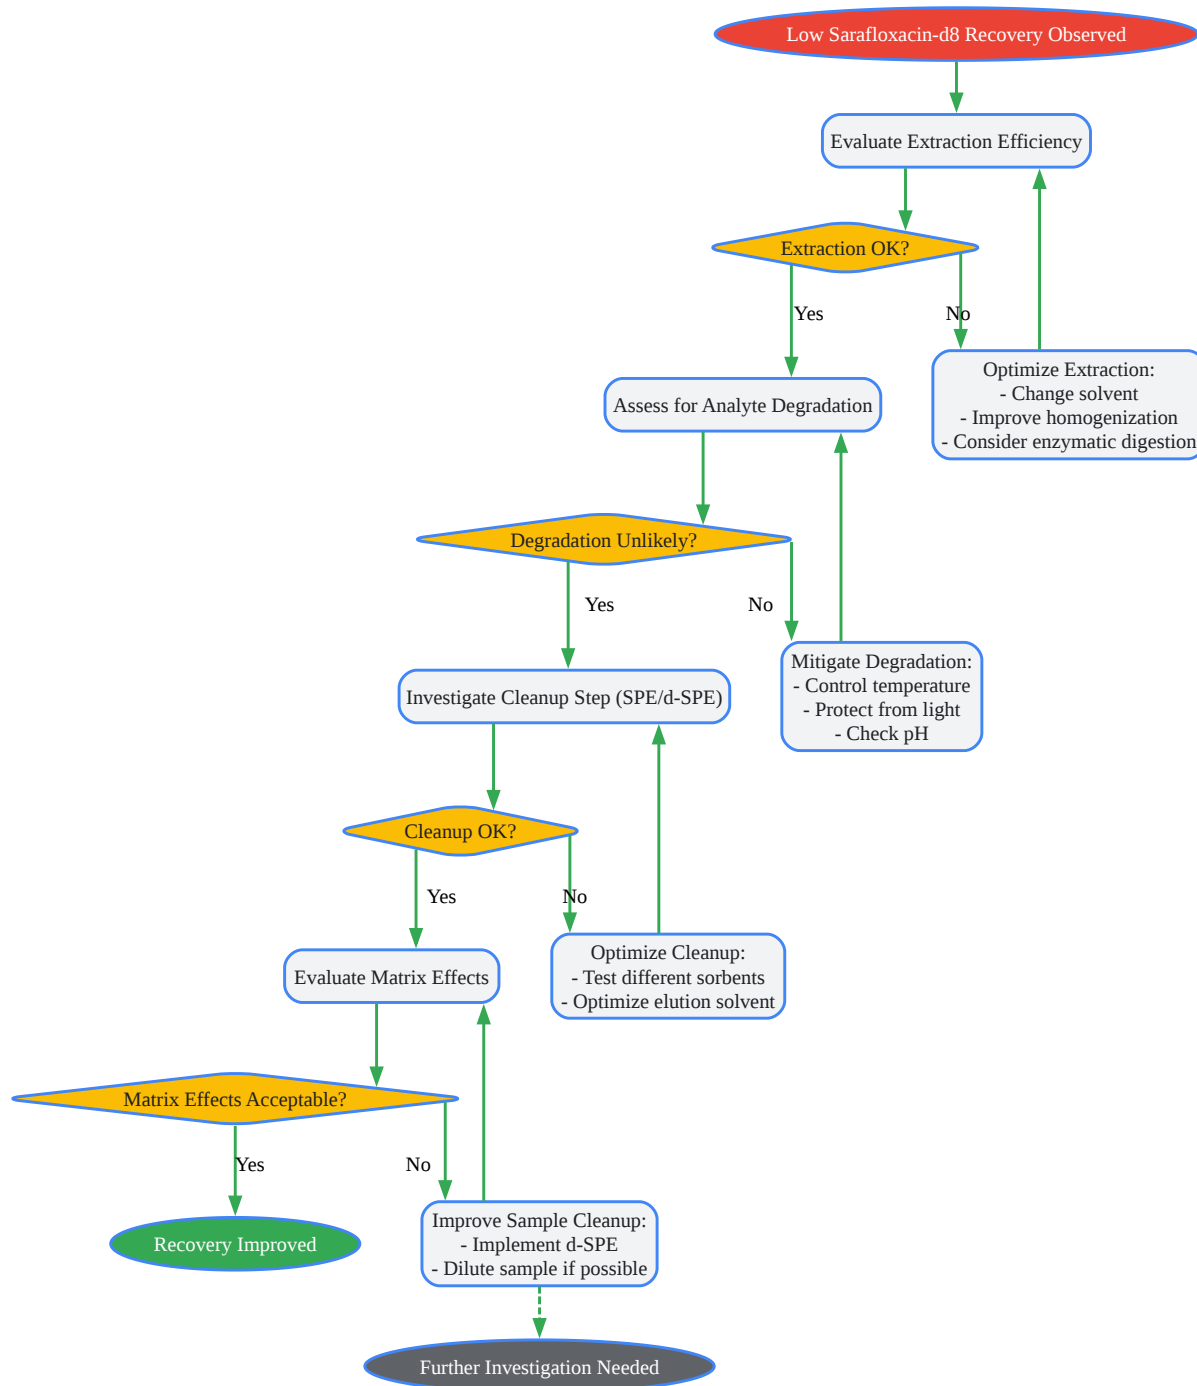 Low Sarafloxacin-d8 Recovery Observed
Evaluate Extraction Efficiency
Extraction OK?
Yes
No
Optimize Extraction:
- Change solvent
- Improve homogenization
- Consider enzymatic digestion
Assess for Analyte Degradation
Degradation Unlikely?
Yes
No
Mitigate Degradation:
- Control temperature
- Protect from light
- Check pH
Investigate Cleanup Step (SPE/d-SPE)
Cleanup OK?
Yes
No
Optimize Cleanup:
- Test different sorbents
- Optimize elution solvent
Evaluate Matrix Effects
Matrix Effects Acceptable?
Yes
No
Improve Sample Cleanup:
- Implement d-SPE
- Dilute sample if possible
Recovery Improved
Further Investigation Needed